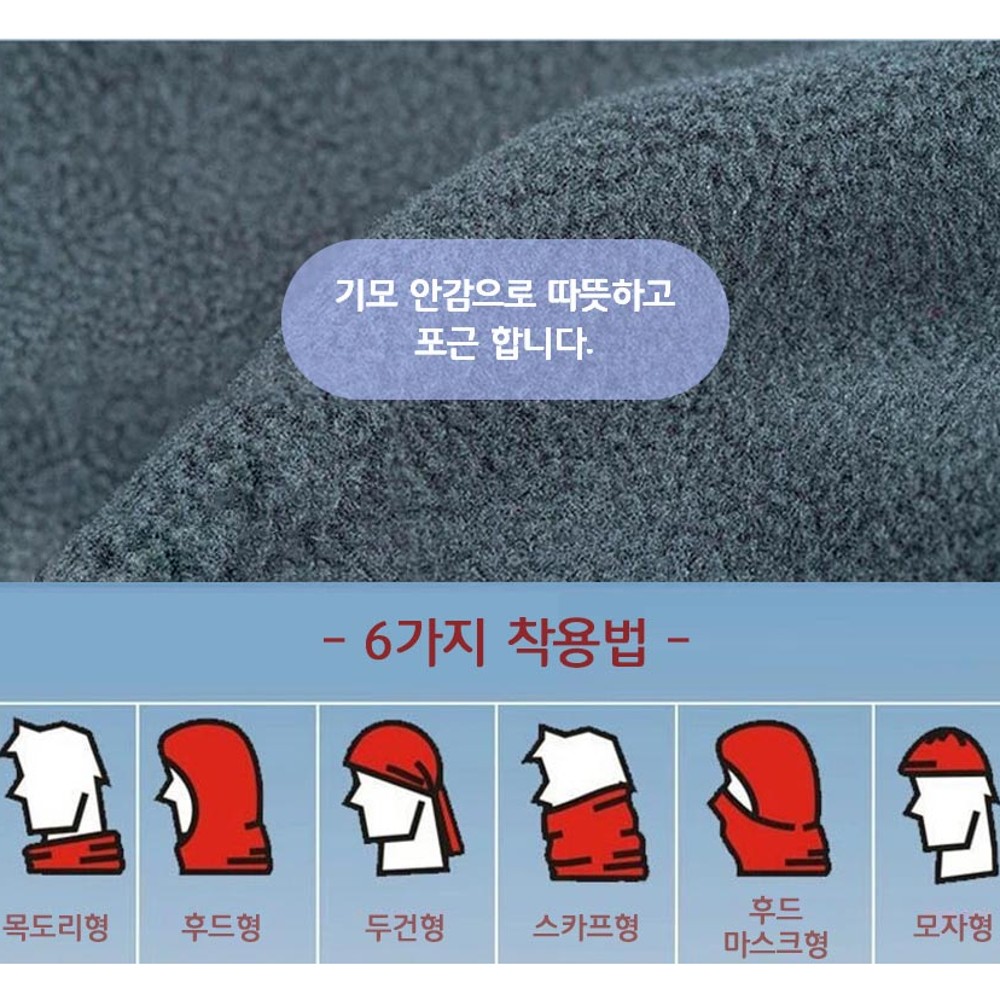 기모 안감으로 따뜻하고
포근 합니다.
- 6가지 착용법 -
목도리형
후드형
두건형
스카프형
후드
마스크형
모자형